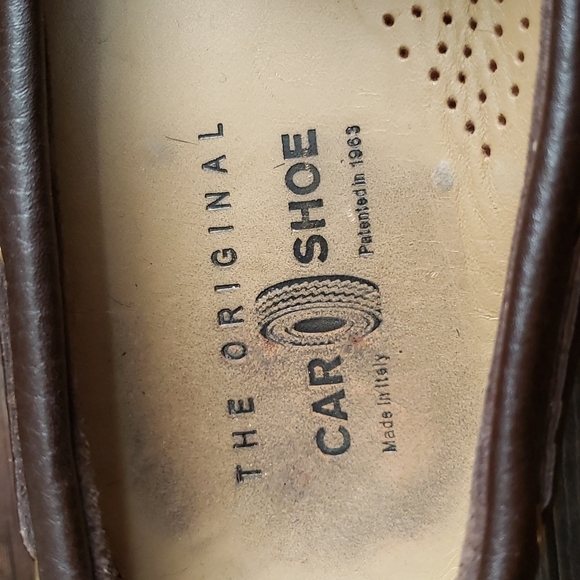 THE ORIGINAL
CAR SHOE
Made in Italy Patented in 1963